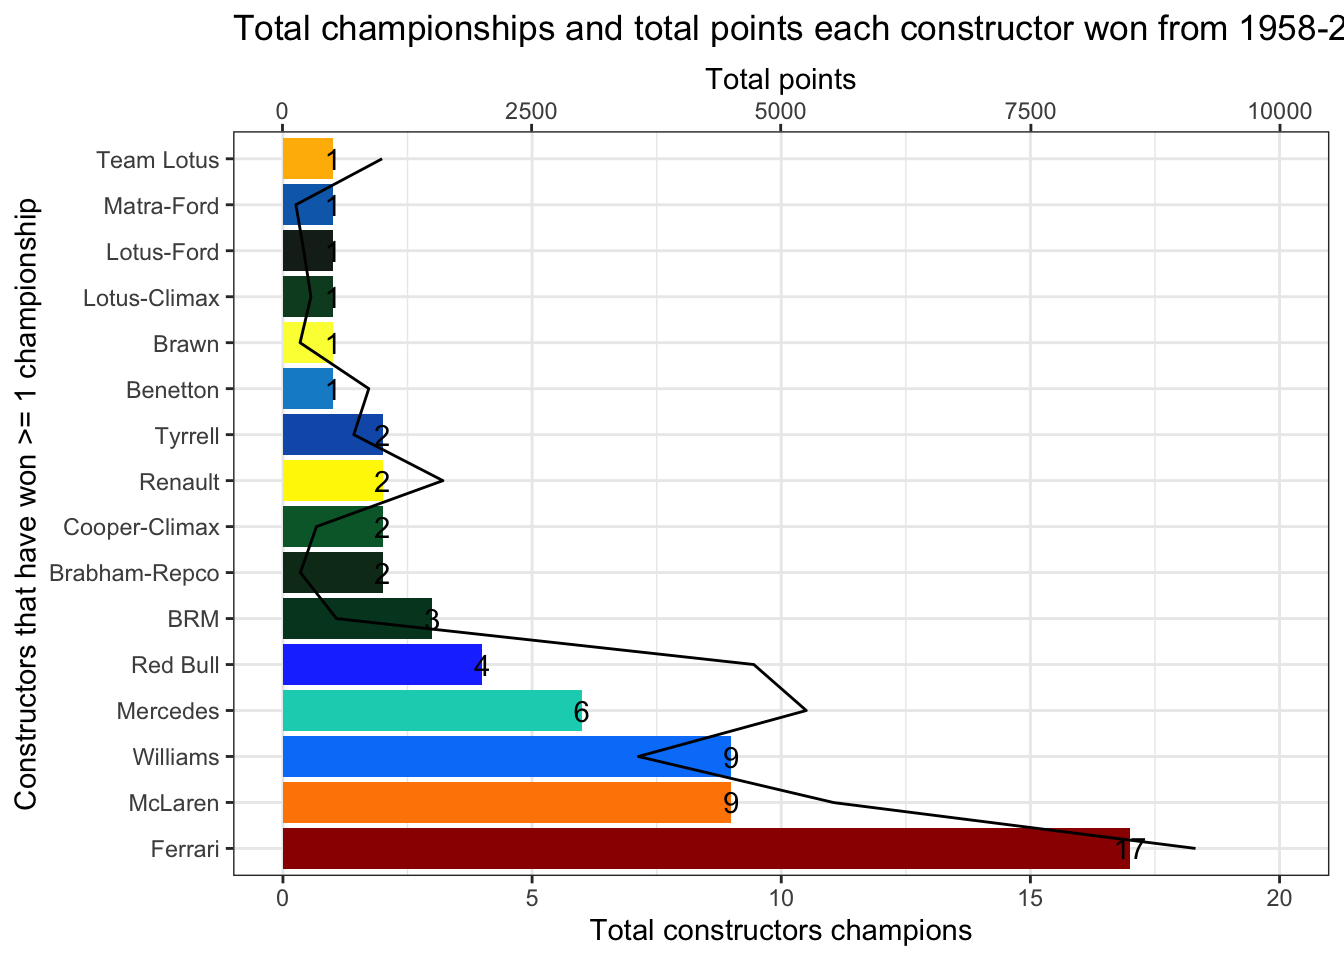 Total championships and total points each constructor won from 1958-2
Total points
0 2500 5000 7500 10000
Constructors that have won >= 1 championship
Team Lotus 1
Matra-Ford 1
Lotus-Ford 1
Lotus-Climax 1
Brawn 1
Benetton 1
Tyrrell 2
Renault 2
Cooper-Climax 2
Brabham-Repco 2
BRM 3
Red Bull 4
Mercedes 6
Williams 9
McLaren 9
Ferrari 17
0 5 10 15 20
Total constructors champions